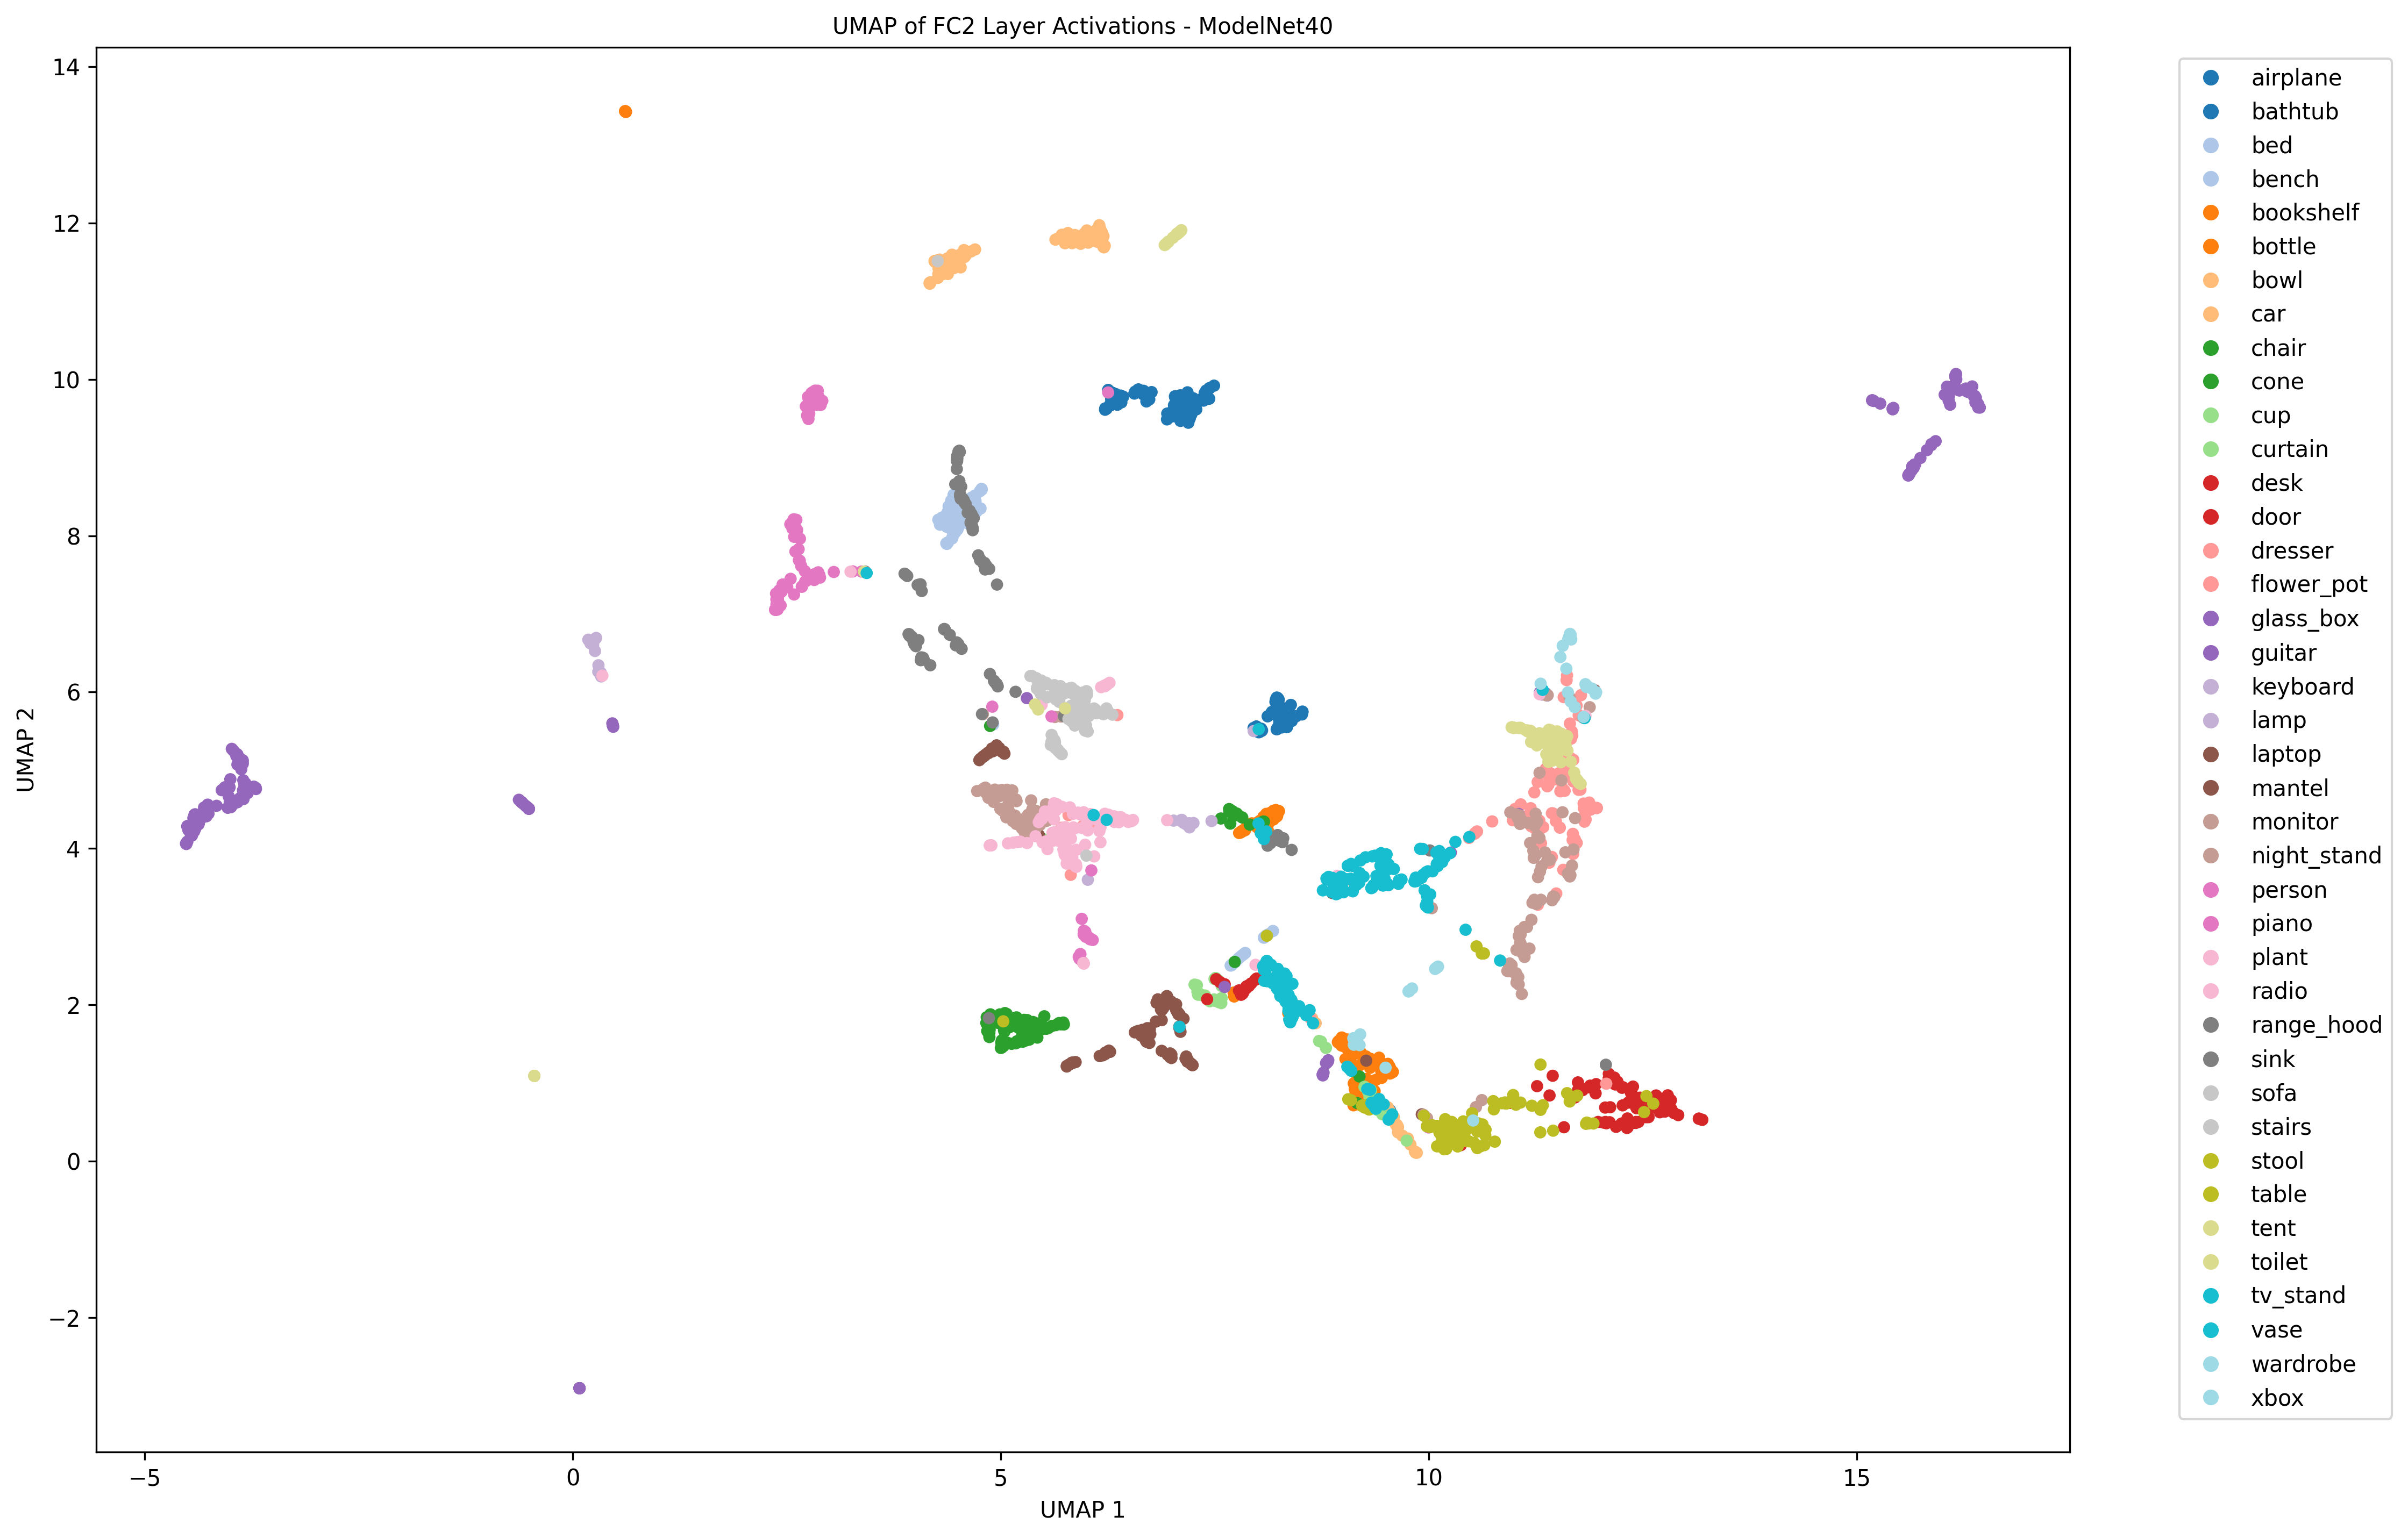 UMAP of FC2 Layer Activations - ModelNet40
14
12
10
8
6
4
2
0
−2
UMAP 2
−5
0
5
10
15
UMAP 1
airplane
bathtub
bed
bench
bookshelf
bottle
bowl
car
chair
cone
cup
curtain
desk
door
dresser
flower_pot
glass_box
guitar
keyboard
lamp
laptop
mantel
monitor
night_stand
person
piano
plant
radio
range_hood
sink
sofa
stairs
stool
table
tent
toilet
tv_stand
vase
wardrobe
xbox